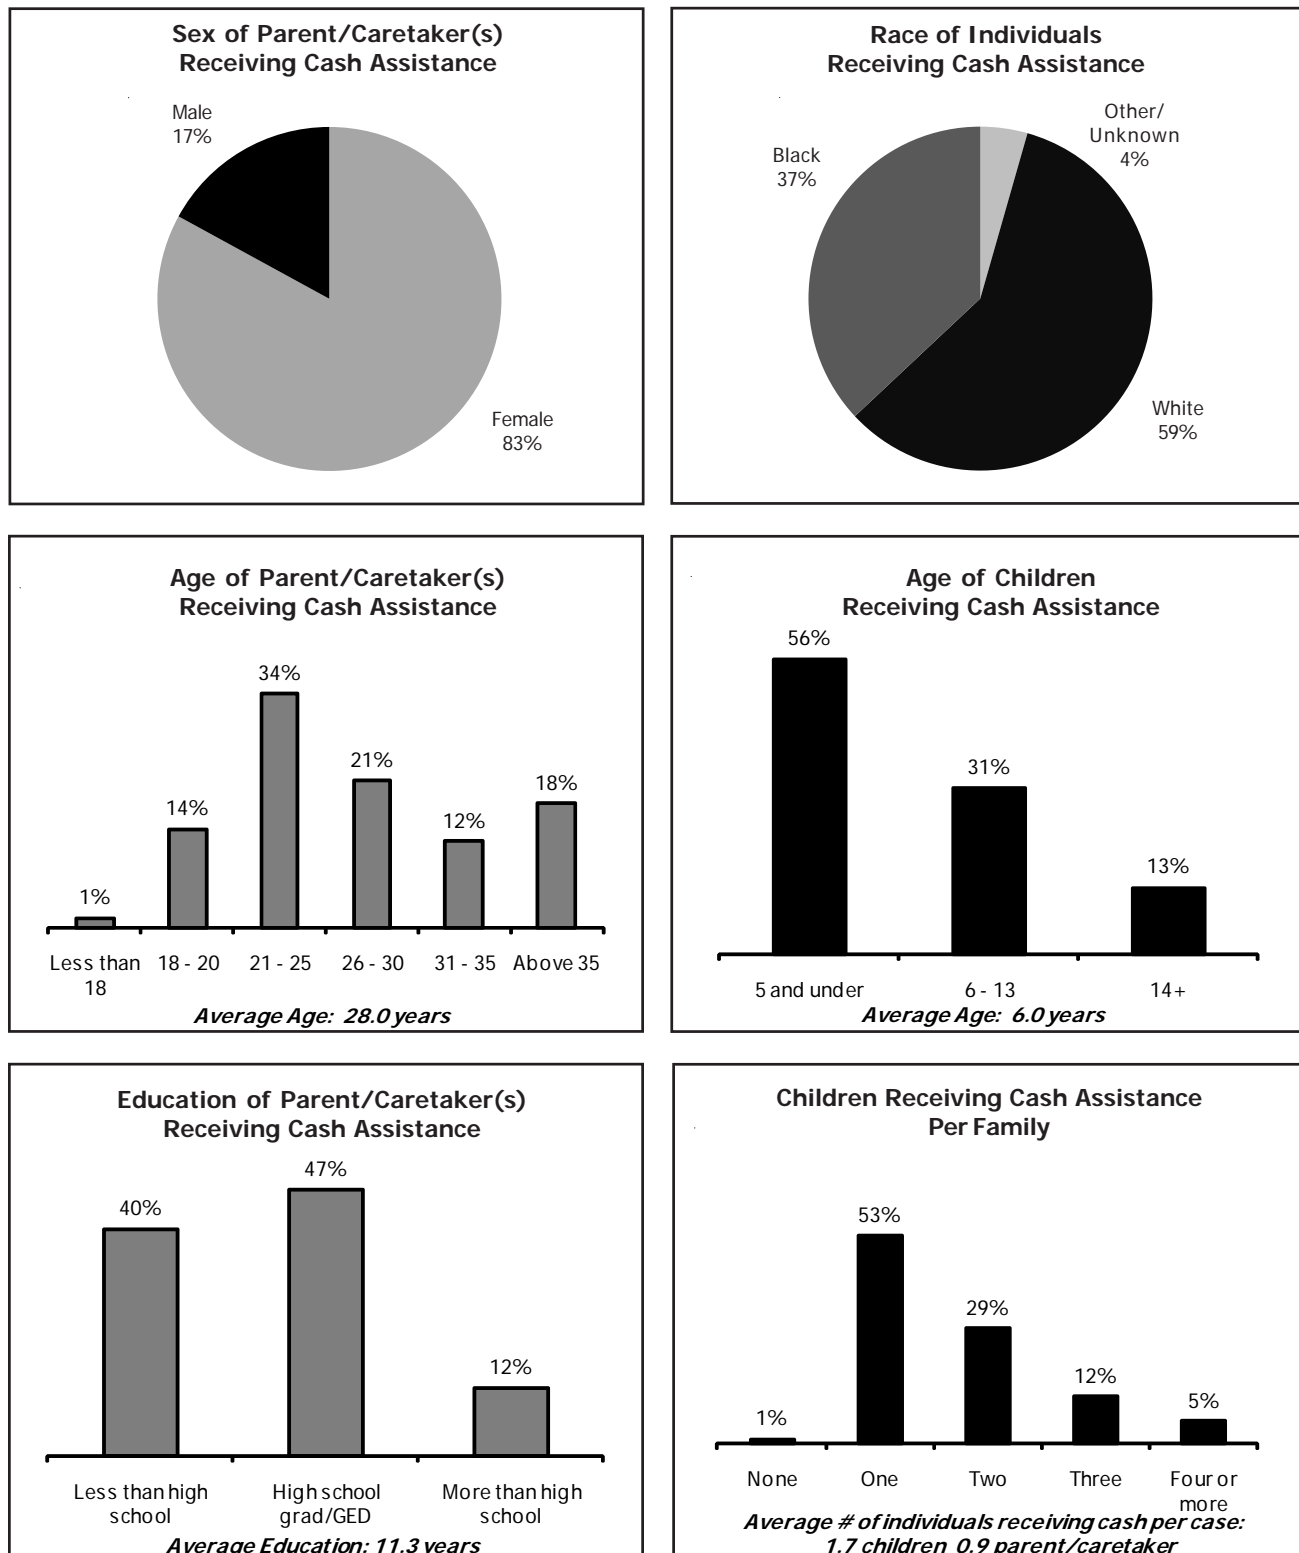 Sex of Parent/Caretaker(s)
Receiving Cash Assistance
Male
17%
Female
83%
Race of Individuals
Receiving Cash Assistance
Other/
Unknown
4%
Black
37%
White
59%
Age of Parent/Caretaker(s)
Receiving Cash Assistance
1%
14%
34%
21%
12%
18%
Less than
18
18 - 20
21 - 25
26 - 30
31 - 35
Above 35
Average Age: 28.0 years
Age of Children
Receiving Cash Assistance
56%
31%
13%
5 and under
6 - 13
14+
Average Age: 6.0 years
Education of Parent/Caretaker(s)
Receiving Cash Assistance
40%
47%
12%
Less than high
school
High school
grad/GED
More than high
school
Average Education: 11.3 years
Children Receiving Cash Assistance
Per Family
1%
53%
29%
12%
5%
None
One
Two
Three
Four or
more
Average # of individuals receiving cash per case:
1.7 children 0.9 parent/caretaker